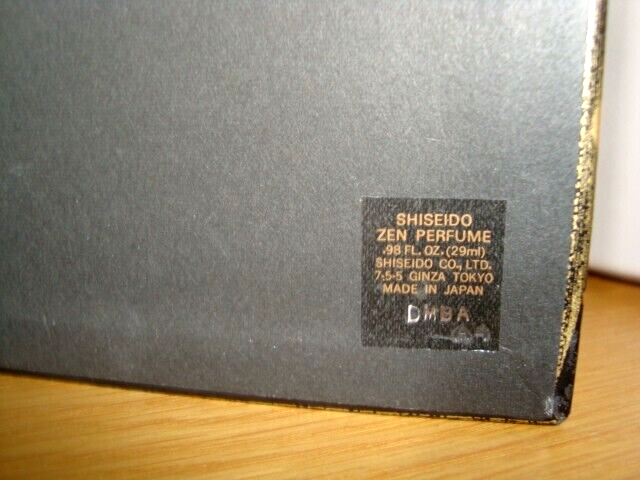 SHISEIDO
ZEN PERFUME
.98 FL. OZ. (29ml)
SHISEIDO CO., LTD.
7-5-5 GINZA TOKYO
MADE IN JAPAN
DMBA